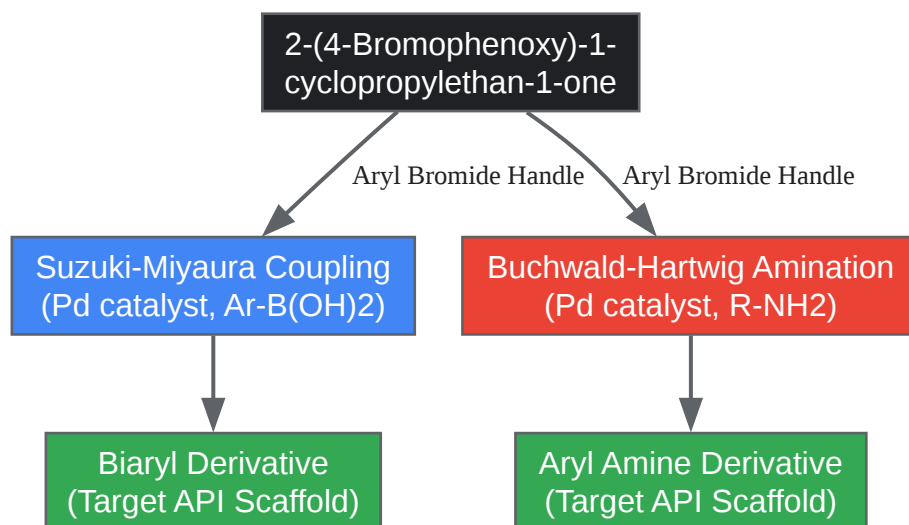 2-(4-Bromophenoxy)-1-
cyclopropylethan-1-one
Aryl Bromide Handle
Aryl Bromide Handle
Suzuki-Miyaura Coupling
(Pd catalyst, Ar-B(OH)2)
Buchwald-Hartwig Amination
(Pd catalyst, R-NH2)
Biaryl Derivative
(Target API Scaffold)
Aryl Amine Derivative
(Target API Scaffold)